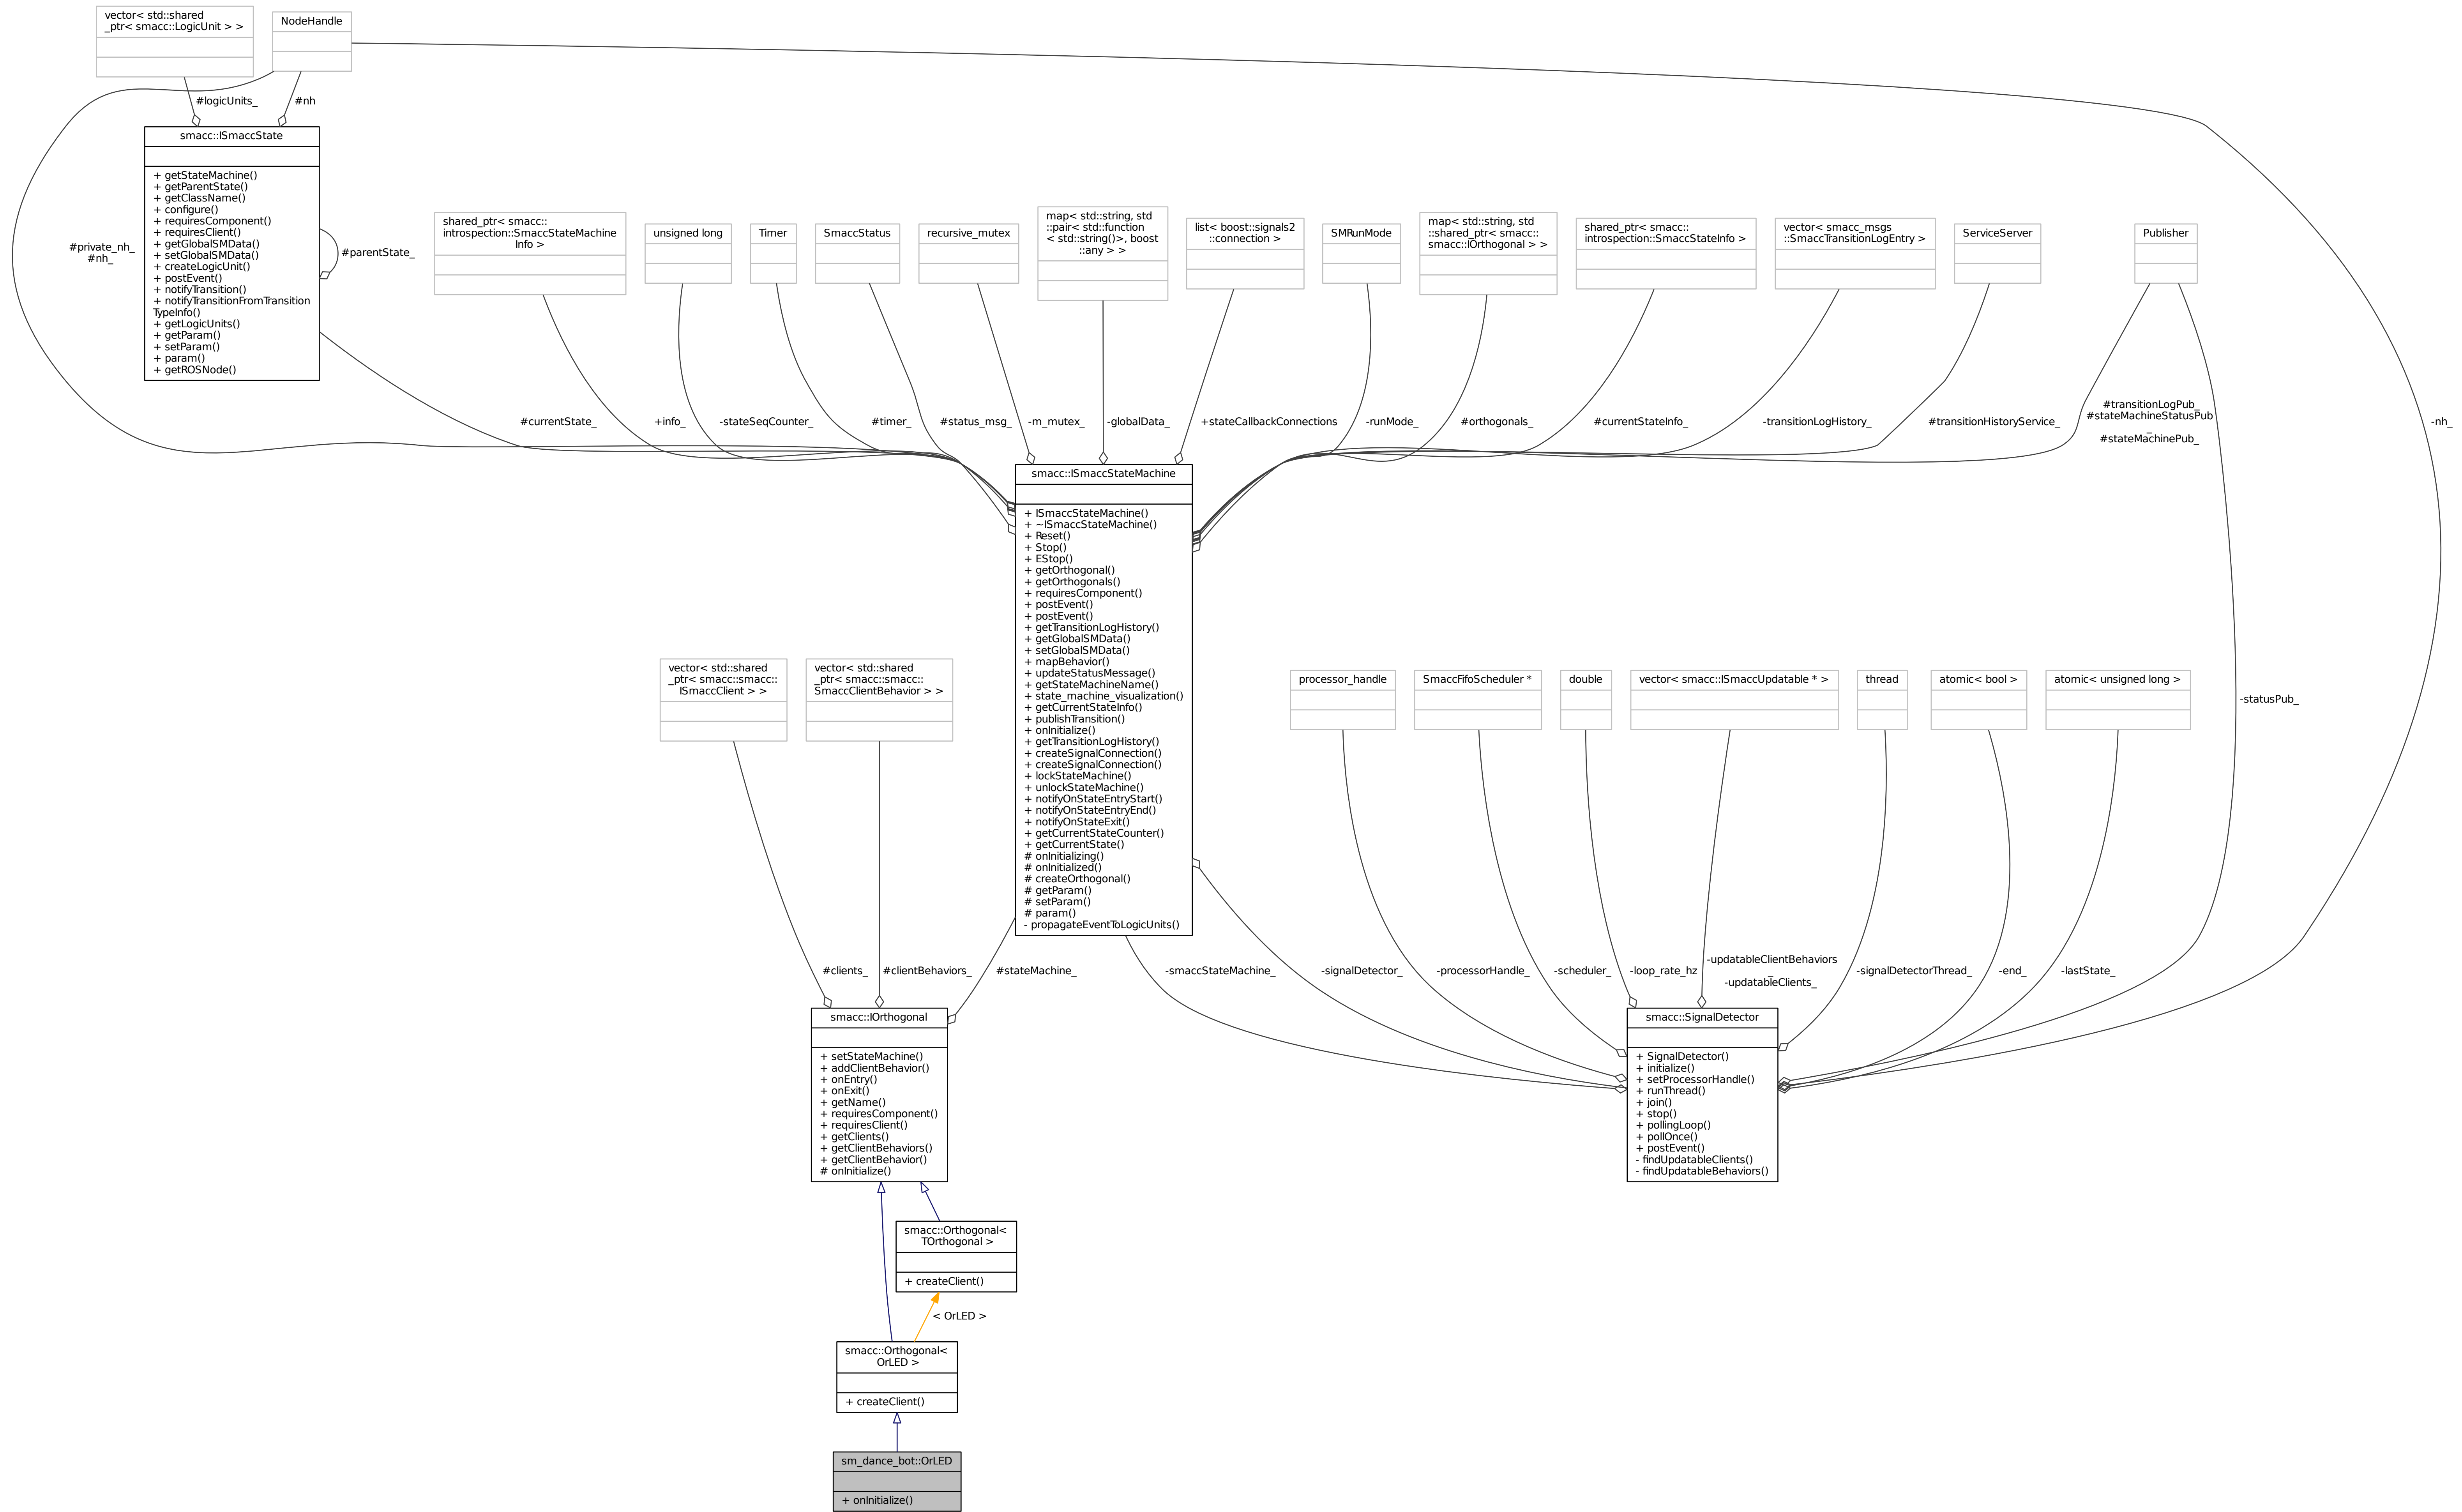 vector< std::shared
_ptr< smacc::LogicUnit > >
NodeHandle
#logicUnits_
#nh
smacc::ISmaccState
+ getStateMachine()
+ getParentState()
+ getClassName()
+ configure()
+ requiresComponent()
+ requiresClient()
+ getGlobalSMData()
+ setGlobalSMData()
+ createLogicUnit()
+ postEvent()
+ notifyTransition()
+ notifyTransitionFromTransition
TypeInfo()
+ getLogicUnits()
+ getParam()
+ setParam()
+ param()
+ getROSNode()
#private_nh_
#nh_
#parentState_
shared_ptr< smacc::
introspection::SmaccStateMachine
Info >
unsigned long
Timer
SmaccStatus
recursive_mutex
map< std::string, std
::pair< std::function
< std::string()>, boost
::any > >
list< boost::signals2
::connection >
SMRunMode
map< std::string, std
::shared_ptr< smacc::
smacc::IOrthogonal > >
shared_ptr< smacc::
introspection::SmaccStateInfo >
vector< smacc_msgs
::SmaccTransitionLogEntry >
ServiceServer
Publisher
#currentState_
+info_
-stateSeqCounter_
#timer_
#status_msg_
-m_mutex_
-globalData_
+stateCallbackConnections
-runMode_
#orthogonals_
#currentStateInfo_
-transitionLogHistory_
#transitionHistoryService_
#transitionLogPub_
#stateMachineStatusPub
_
#stateMachinePub_
-nh_
smacc::ISmaccStateMachine
+ ISmaccStateMachine()
+ ~ISmaccStateMachine()
+ Reset()
+ Stop()
+ EStop()
+ getOrthogonal()
+ getOrthogonals()
+ requiresComponent()
+ postEvent()
+ postEvent()
+ getTransitionLogHistory()
+ getGlobalSMData()
+ setGlobalSMData()
+ mapBehavior()
+ updateStatusMessage()
+ getStateMachineName()
+ state_machine_visualization()
+ getCurrentStateInfo()
+ publishTransition()
+ onInitialize()
+ getTransitionLogHistory()
+ createSignalConnection()
+ createSignalConnection()
+ lockStateMachine()
+ unlockStateMachine()
+ notifyOnStateEntryStart()
+ notifyOnStateEntryEnd()
+ notifyOnStateExit()
+ getCurrentStateCounter()
+ getCurrentState()
# onInitializing()
# onInitialized()
# createOrthogonal()
# getParam()
# setParam()
# param()
- propagateEventToLogicUnits()
vector< std::shared
_ptr< smacc::smacc::
ISmaccClient > >
vector< std::shared
_ptr< smacc::smacc::
SmaccClientBehavior > >
processor_handle
SmaccFifoScheduler *
double
vector< smacc::ISmaccUpdatable * >
thread
atomic< bool >
atomic< unsigned long >
-statusPub_
#clients_
#clientBehaviors_
#stateMachine_
-smaccStateMachine_
-signalDetector_
-processorHandle_
-scheduler_
-loop_rate_hz
-updatableClientBehaviors
_
-updatableClients_
-signalDetectorThread_
-end_
-lastState_
smacc::IOrthogonal
+ setStateMachine()
+ addClientBehavior()
+ onEntry()
+ onExit()
+ getName()
+ requiresComponent()
+ requiresClient()
+ getClients()
+ getClientBehaviors()
+ getClientBehavior()
# onInitialize()
smacc::SignalDetector
+ SignalDetector()
+ initialize()
+ setProcessorHandle()
+ runThread()
+ join()
+ stop()
+ pollingLoop()
+ pollOnce()
+ postEvent()
- findUpdatableClients()
- findUpdatableBehaviors()
smacc::Orthogonal<
TOrthogonal >
+ createClient()
< OrLED >
smacc::Orthogonal<
OrLED >
+ createClient()
sm_dance_bot::OrLED
+ onInitialize()